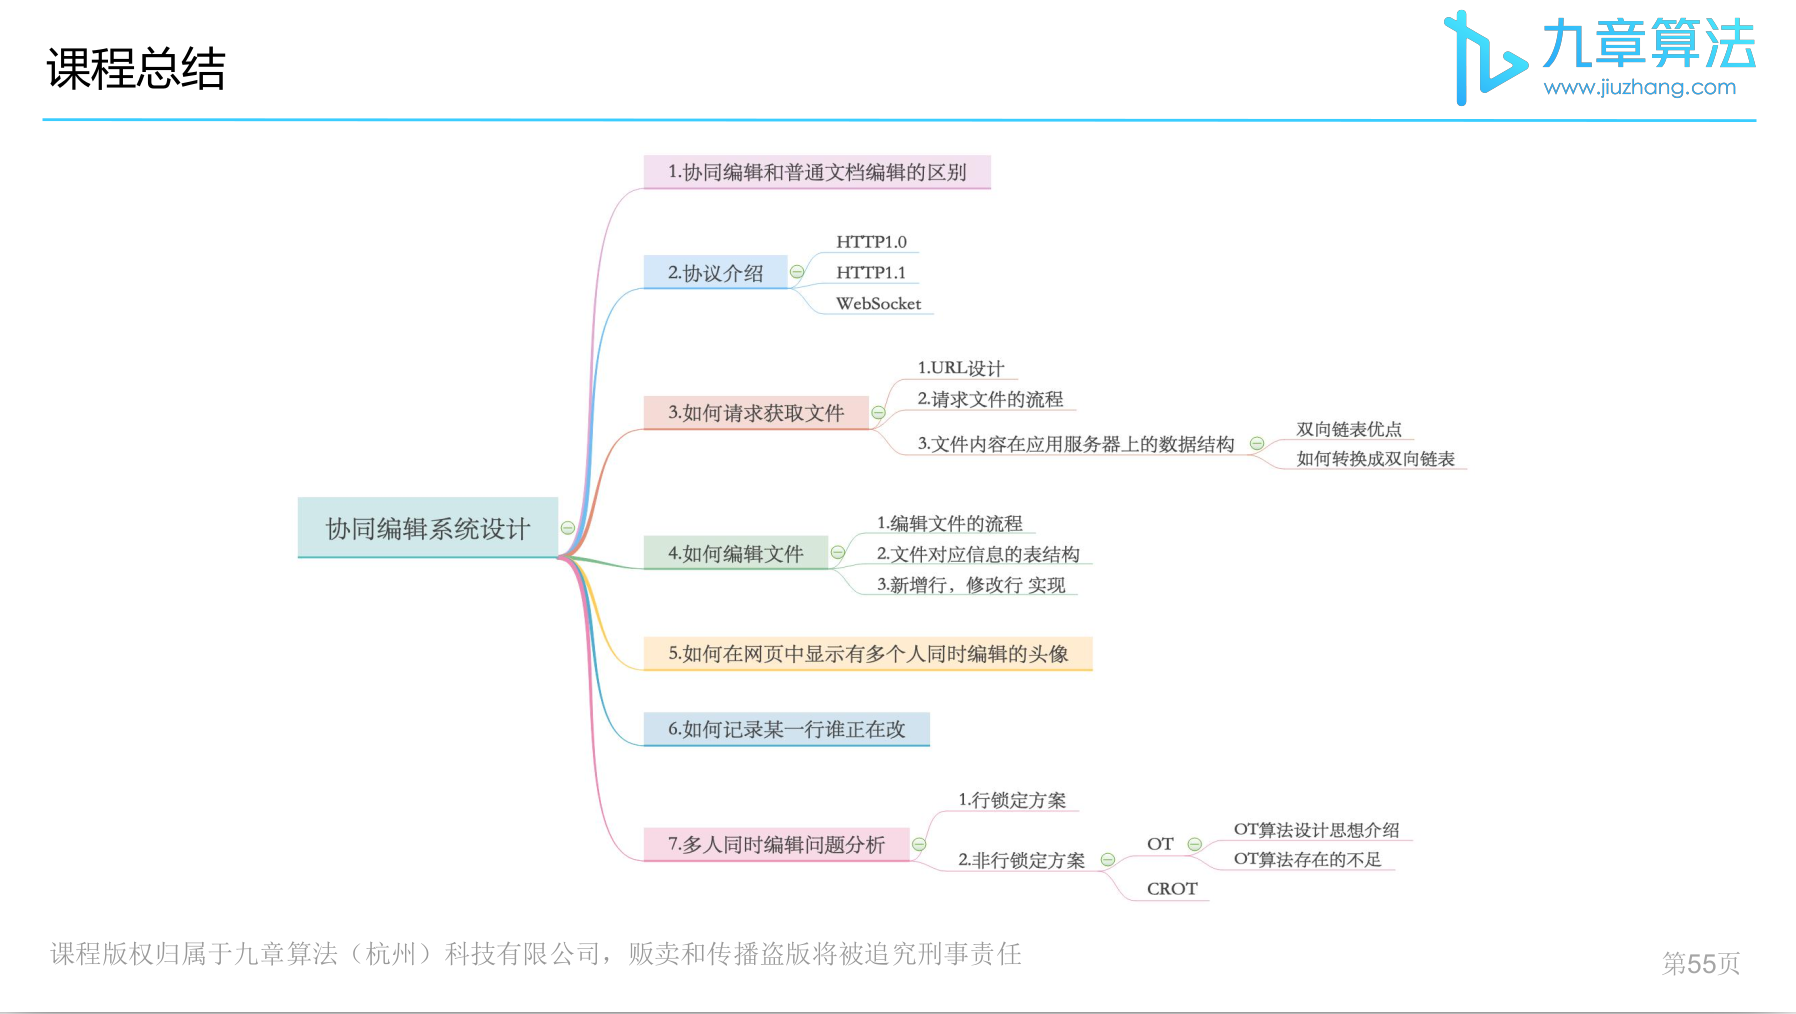 课程总结
九章算法
www.jiuzhang.com
1.协同编辑和普通文档编辑的区别
2.协议介绍
HTTP1.0
HTTP1.1
WebSocket
3.如何请求获取文件
1.URL设计
2.请求文件的流程
3.文件内容在应用服务器上的数据结构
双向链表优点
如何转换成双向链表
协同编辑系统设计
4.如何编辑文件
1.编辑文件的流程
2.文件对应信息的表结构
3.新增行，修改行 实现
5.如何在网页中显示有多个人同时编辑的头像
6.如何记录某一行谁正在改
7.多人同时编辑问题分析
1.行锁定方案
2.非行锁定方案
OT
OT算法设计思想介绍
OT算法存在的不足
CROT
课程版权归属于九章算法（杭州）科技有限公司，贩卖和传播盗版将被追究刑事责任
第55页